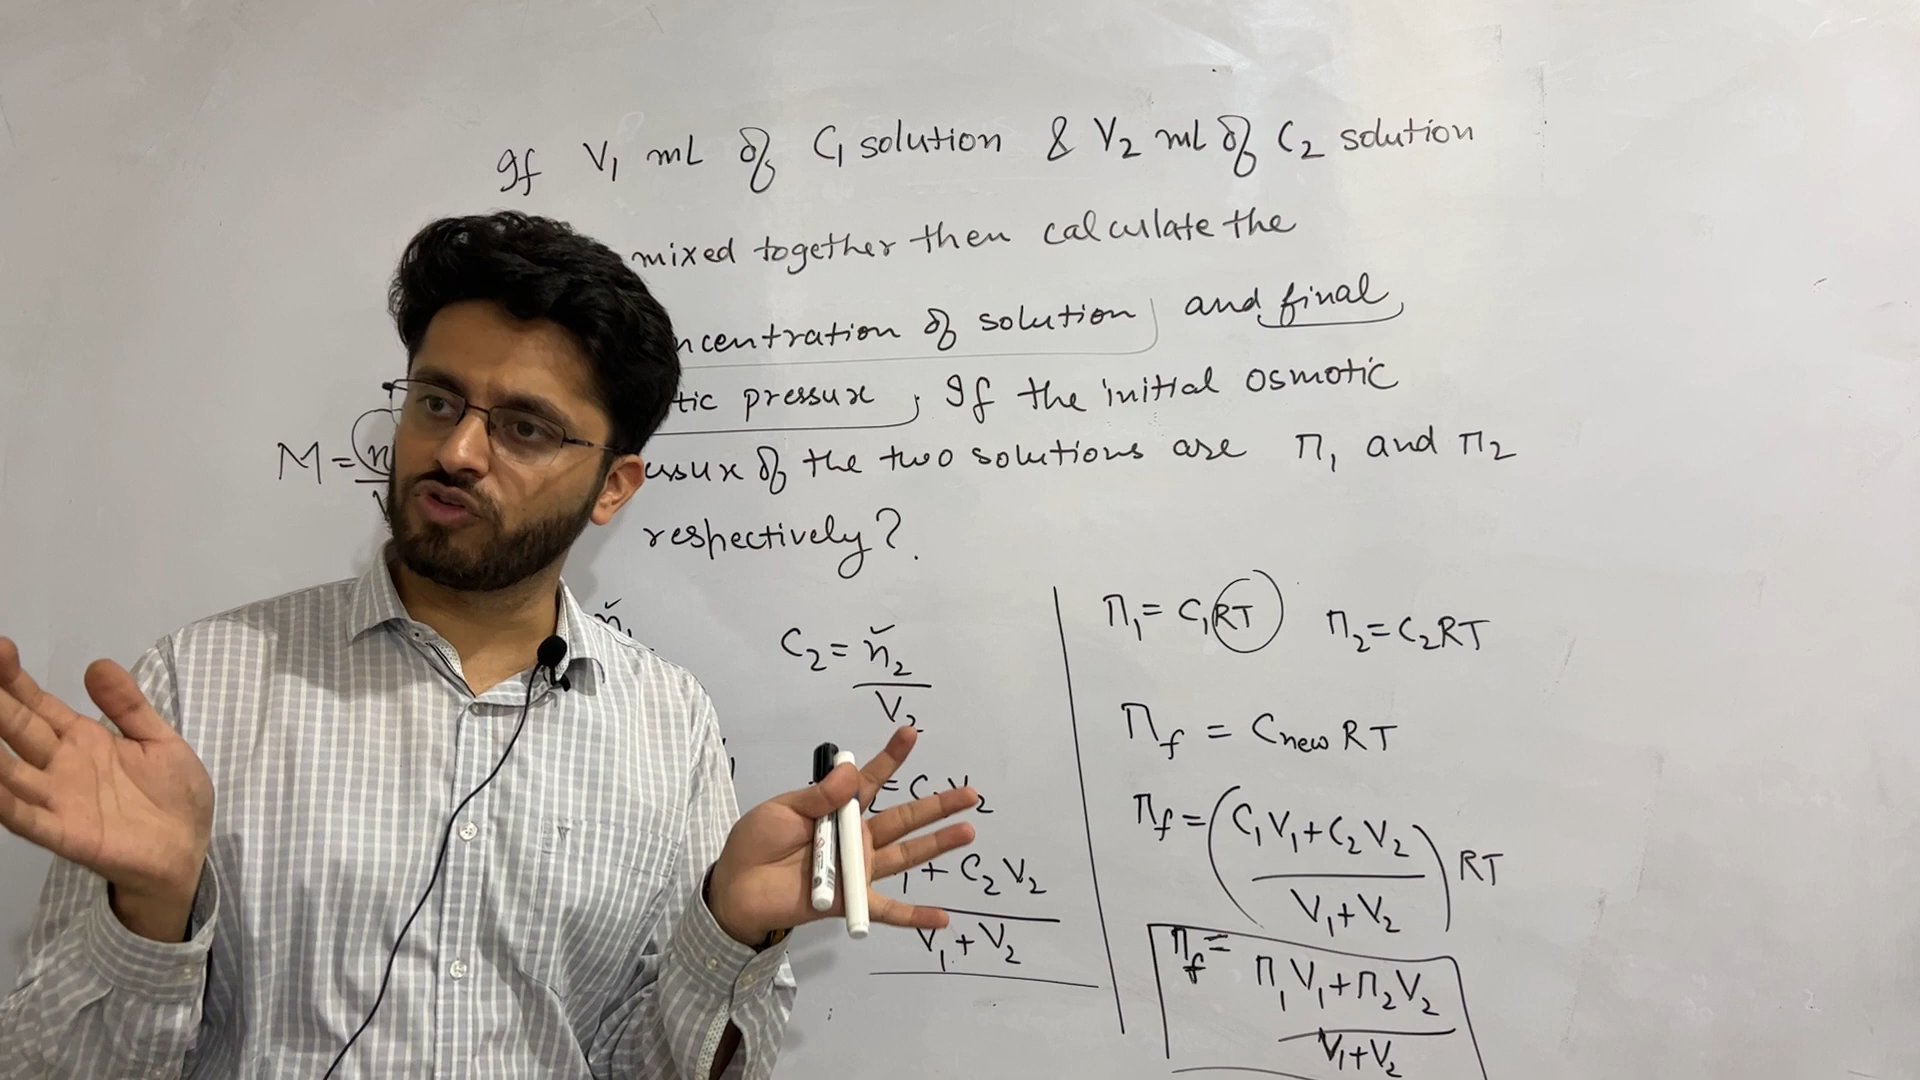 If V₁ mL of C₁ solution & V₂ mL of C₂ solution
mixed together then calculate the
ncentration of solution and final
tic pressure, If the initial osmotic
essure of the two solutions are π₁ and π₂
respectively?
M = n
C₂ = n₂ / V₂
C₂V₂
₁ + C₂V₂ / V₁ + V₂
π₁ = C₁RT π₂ = C₂RT
π_f = C_new RT
π_f = (C₁V₁ + C₂V₂ / V₁ + V₂) RT
π_f = π₁V₁ + π₂V₂ / V₁ + V₂